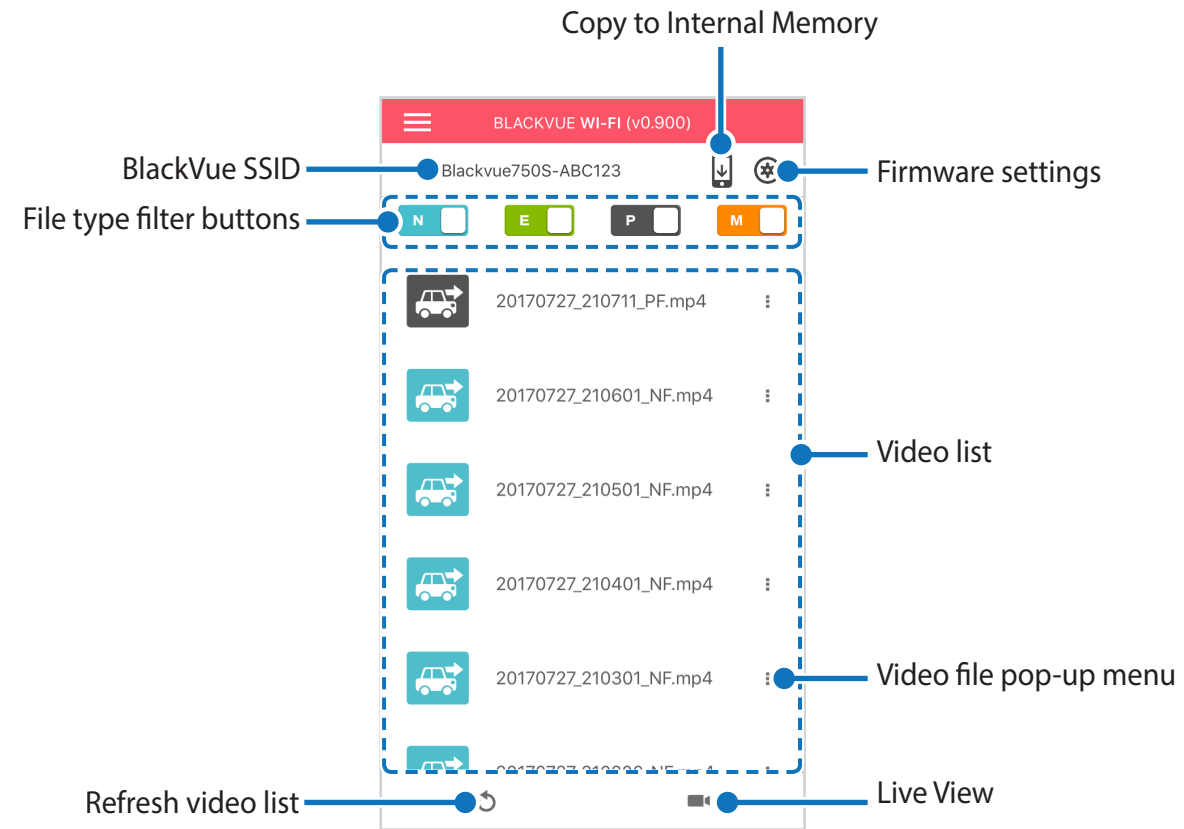 Copy to Internal Memory
BLACKVUE WI-FI (v0.900)
BlackVue SSID
Blackvue750S-ABC123
Firmware settings
File type filter buttons
N E P M
20170727_210711_PF.mp4
20170727_210601_NF.mp4
Video list
20170727_210501_NF.mp4
20170727_210401_NF.mp4
20170727_210301_NF.mp4
Video file pop-up menu
Refresh video list
Live View